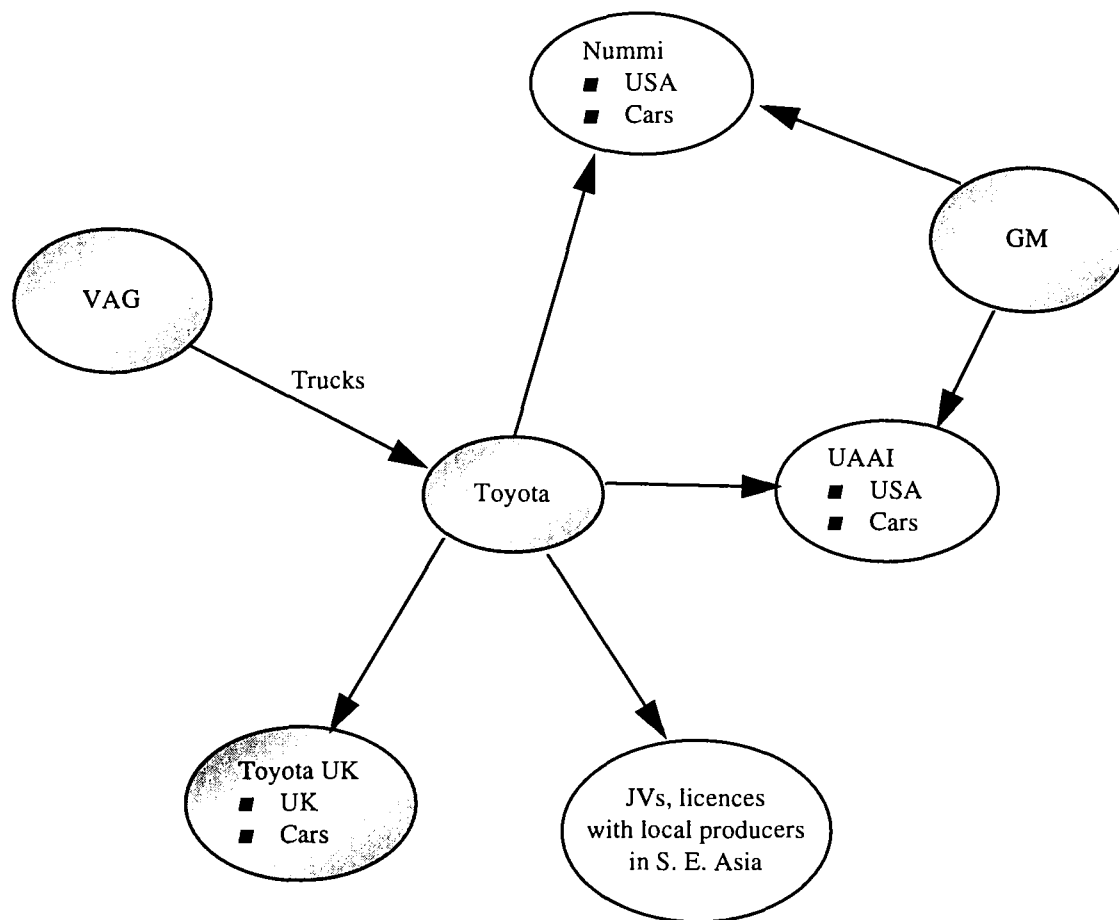 Nummi
■ USA
■ Cars
GM
VAG
Trucks
UAAI
■ USA
■ Cars
Toyota
Toyota UK
■ UK
■ Cars
JVs, licences
with local producers
in S. E. Asia